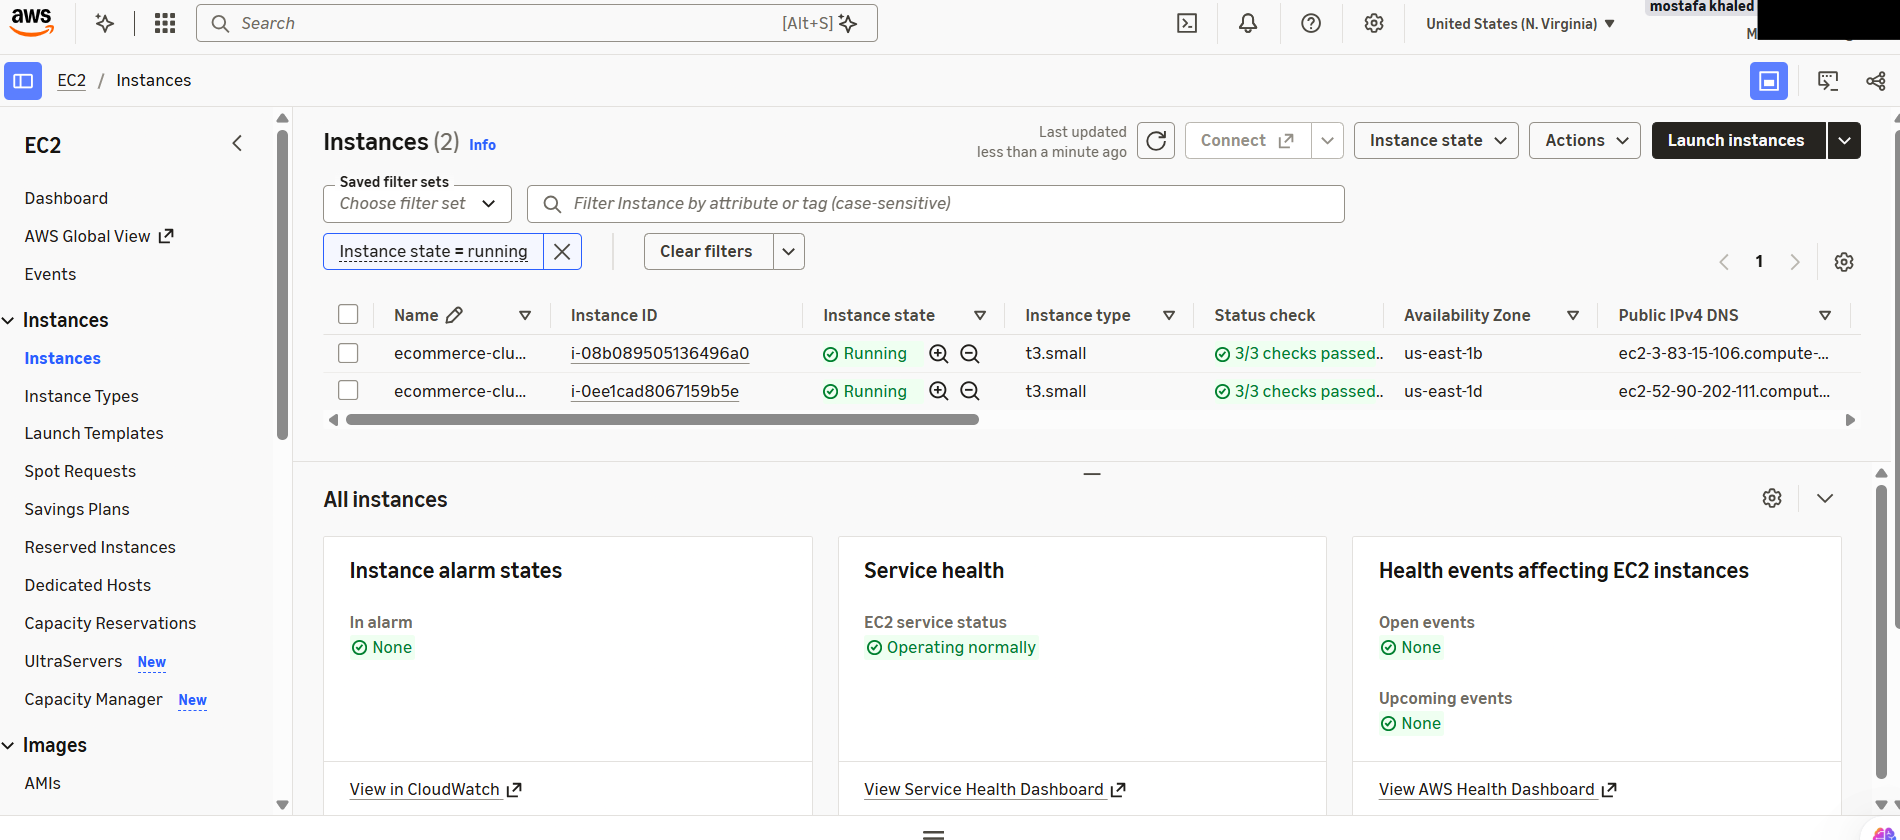 aws
Search
[Alt+S]
United States (N. Virginia)
mostafa khaled
EC2 / Instances
EC2
Dashboard
AWS Global View
Events
Instances
Instances
Instance Types
Launch Templates
Spot Requests
Savings Plans
Reserved Instances
Dedicated Hosts
Capacity Reservations
UltraServers New
Capacity Manager New
Images
AMIs
Instances (2) Info
Last updated
less than a minute ago
Connect
Instance state
Actions
Launch instances
Saved filter sets
Choose filter set
Filter Instance by attribute or tag (case-sensitive)
Instance state = running
Clear filters
1
Name Instance ID Instance state Instance type Status check Availability Zone Public IPv4 DNS
ecommerce-clu... i-08b089505136496a0 Running t3.small 3/3 checks passed.. us-east-1b ec2-3-83-15-106.compute-...
ecommerce-clu... i-0ee1cad8067159b5e Running t3.small 3/3 checks passed.. us-east-1d ec2-52-90-202-111.comput...
All instances
Instance alarm states
In alarm
None
View in CloudWatch
Service health
EC2 service status
Operating normally
View Service Health Dashboard
Health events affecting EC2 instances
Open events
None
Upcoming events
None
View AWS Health Dashboard